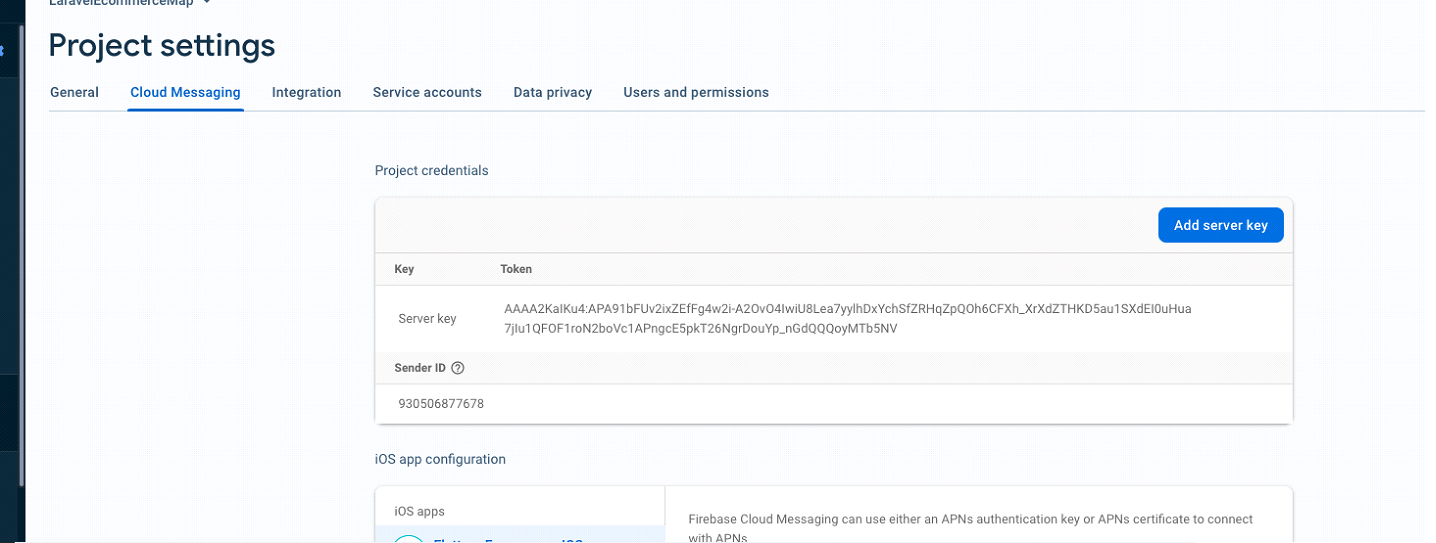 LaravelEcommerceMap
Project settings
General Cloud Messaging Integration Service accounts Data privacy Users and permissions
Project credentials
Add server key
Key Token
Server key
AAAA2KaIKu4:APA91bFUv2ixZEfFg4w2i-A2OvO4IwiU8Lea7yylhDxYchSfZRHqZpQOh6CFXh_XrXdZTHKD5au1SXdEI0uHua
7jIu1QFOF1roN2boVc1APngcE5pkT26NgrDouYp_nGdQQQoyMTb5NV
Sender ID
930506877678
iOS app configuration
iOS apps
Firebase Cloud Messaging can use either an APNs authentication key or APNs certificate to connect
with APNs